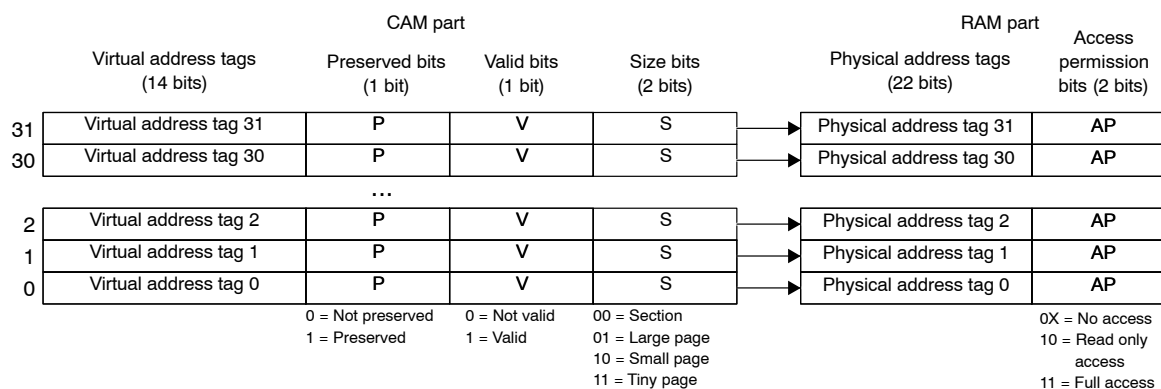 CAM part
RAM part
Virtual address tags
(14 bits)
Preserved bits
(1 bit)
Valid bits
(1 bit)
Size bits
(2 bits)
Physical address tags
(22 bits)
Access
permission
bits (2 bits)
31 Virtual address tag 31 P V S Physical address tag 31 AP
30 Virtual address tag 30 P V S Physical address tag 30 AP
...
2 Virtual address tag 2 P V S Physical address tag 2 AP
1 Virtual address tag 1 P V S Physical address tag 1 AP
0 Virtual address tag 0 P V S Physical address tag 0 AP
0 = Not preserved
1 = Preserved
0 = Not valid
1 = Valid
00 = Section
01 = Large page
10 = Small page
11 = Tiny page
0X = No access
10 = Read only
access
11 = Full access